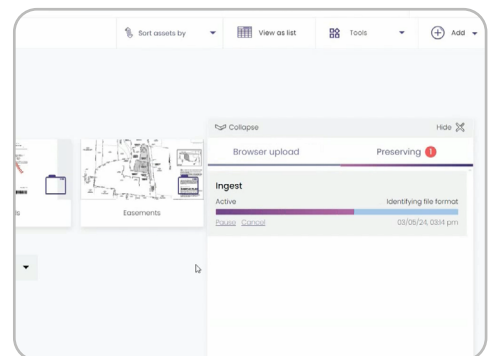 Sort assets by
View as list
Tools
Add
Collapse
Hide
Browser upload
Preserving 1
Ingest
Active
Identifying file format
Pause Cancel
03/05/24, 03:14 pm
Easements